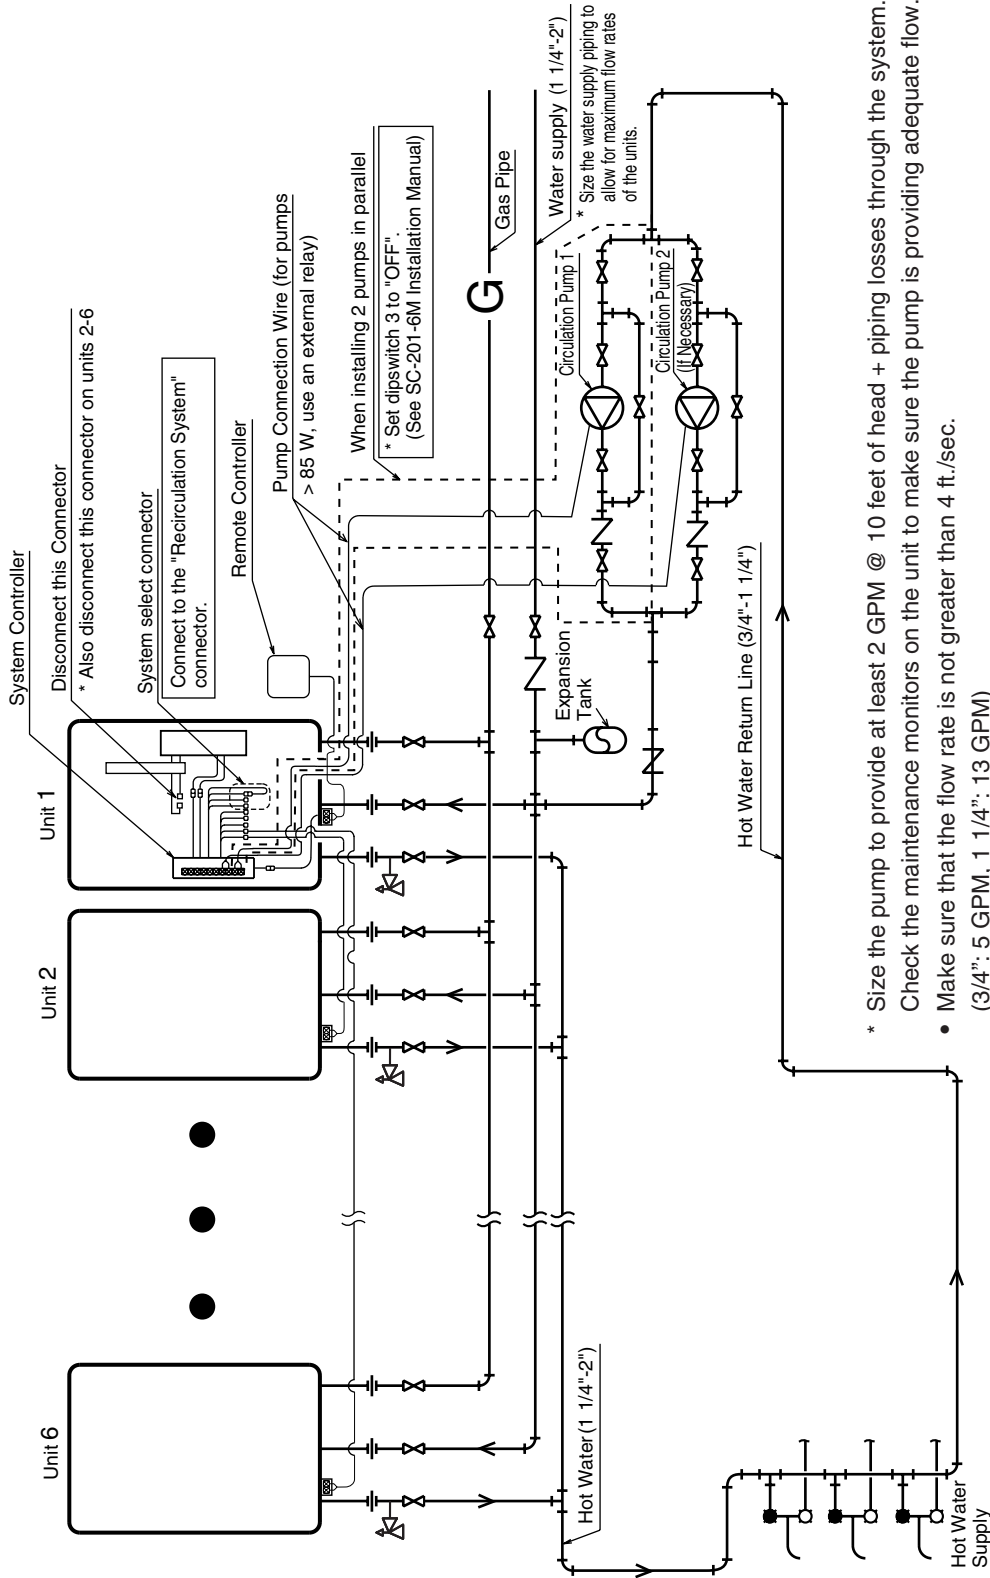 System Controller
Disconnect this Connector
* Also disconnect this connector on units 2-6
System select connector
Connect to the "Recirculation System"
connector.
Remote Controller
Pump Connection Wire (for pumps
> 85 W, use an external relay)
When installing 2 pumps in parallel
* Set dipswitch 3 to "OFF".
(See SC-201-6M Installation Manual)
Unit 6
Unit 2
Unit 1
G
Gas Pipe
Water supply (1 1/4"-2")
* Size the water supply piping to
allow for maximum flow rates
of the units.
Expansion
Tank
Circulation Pump 1
Circulation Pump 2
(If Necessary)
Hot Water (1 1/4"-2")
Hot Water Return Line (3/4"-1 1/4")
Hot Water
Supply
* Size the pump to provide at least 2 GPM @ 10 feet of head + piping losses through the system.
Check the maintenance monitors on the unit to make sure the pump is providing adequate flow.
• Make sure that the flow rate is not greater than 4 ft./sec.
(3/4”: 5 GPM, 1 1/4”: 13 GPM)